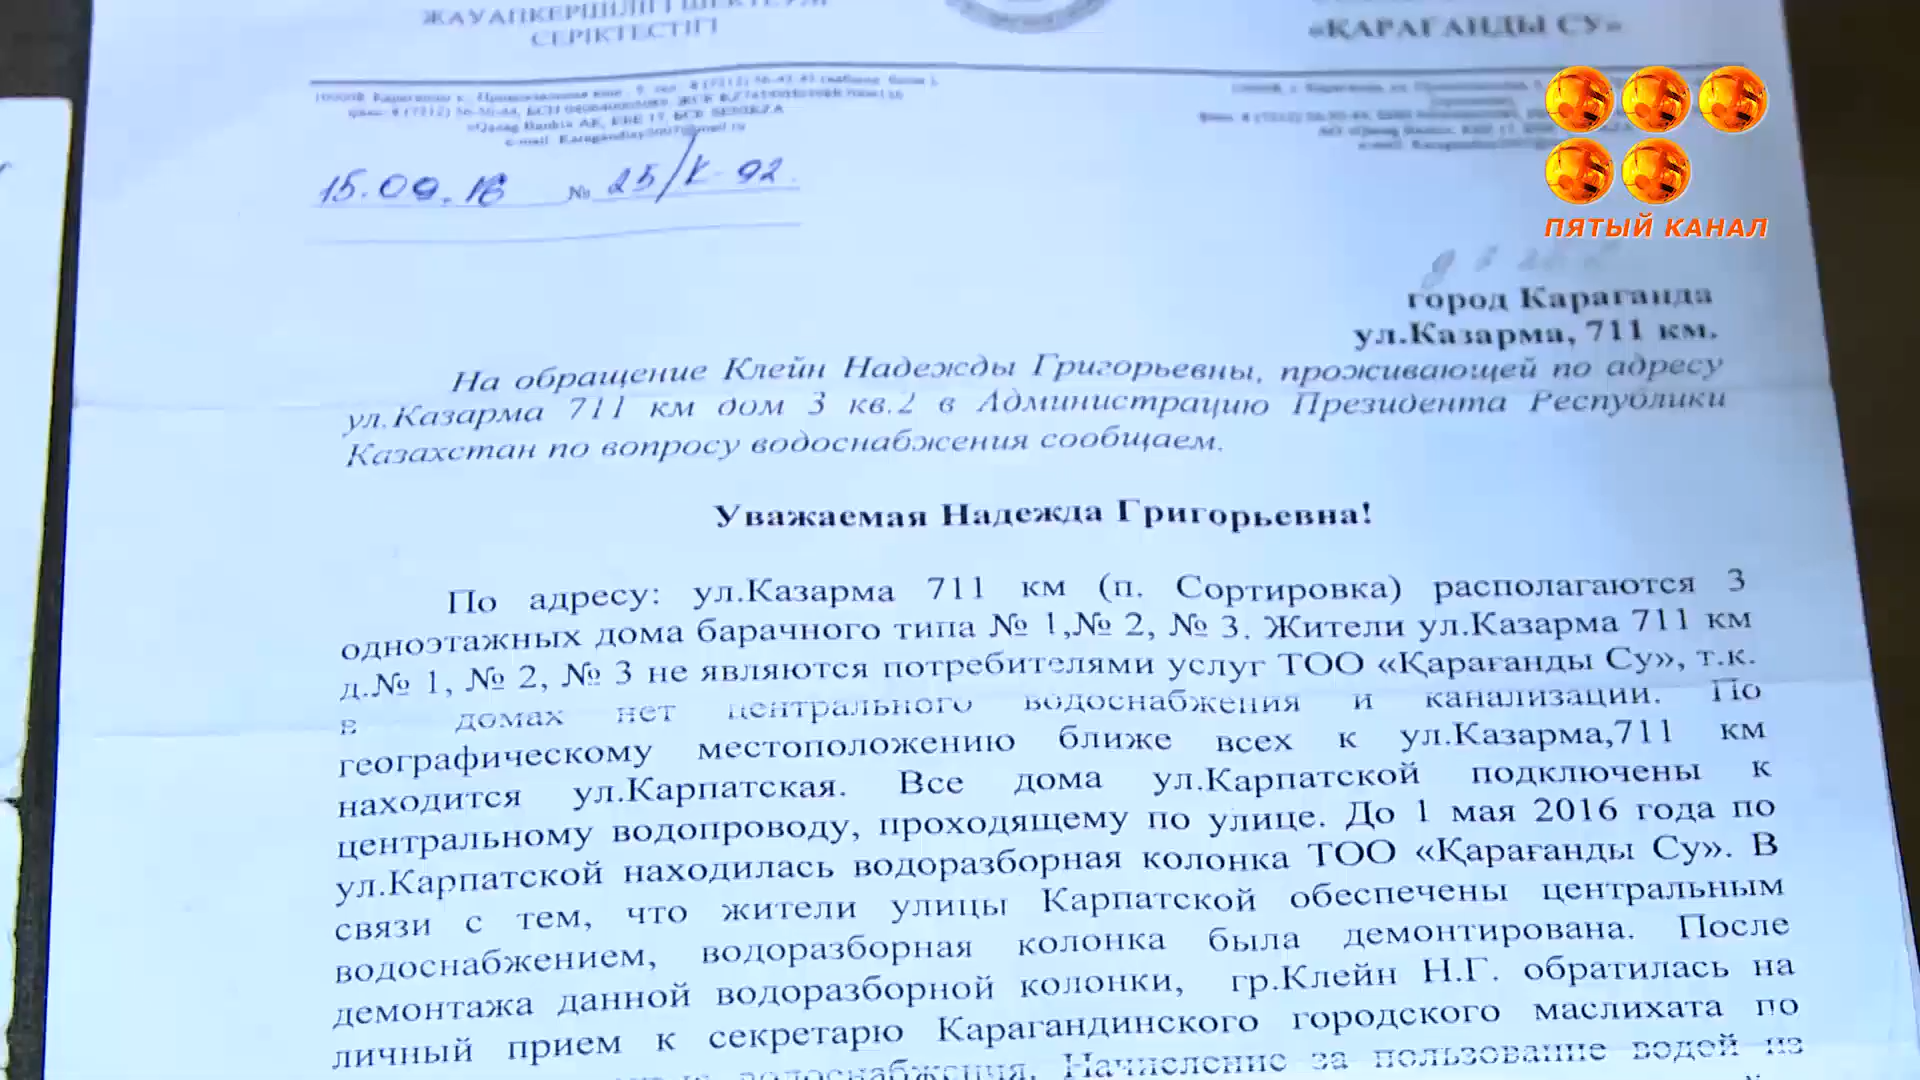 ЖАУАПКЕРШІЛІГІ ШЕКТЕУЛІ
СЕРІКТЕСТІГІ
«ҚАРАҒАНДЫ СУ»
15.09.16 № 25/К-92
ПЯТЫЙ КАНАЛ
город Караганда
ул.Казарма, 711 км.
На обращение Клейн Надежды Григорьевны, проживающей по адресу
ул.Казарма 711 км дом 3 кв.2 в Администрацию Президента Республики
Казахстан по вопросу водоснабжения сообщаем.
Уважаемая Надежда Григорьевна!
По адресу: ул.Казарма 711 км (п. Сортировка) располагаются 3
одноэтажных дома барачного типа № 1,№ 2, № 3. Жители ул.Казарма 711 км
д.№ 1, № 2, № 3 не являются потребителями услуг ТОО «Қарағанды Су», т.к.
в домах нет центрального водоснабжения и канализации. По
географическому местоположению ближе всех к ул.Казарма,711 км
находится ул.Карпатская. Все дома ул.Карпатской подключены к
центральному водопроводу, проходящему по улице. До 1 мая 2016 года по
ул.Карпатской находилась водоразборная колонка ТОО «Қарағанды Су». В
связи с тем, что жители улицы Карпатской обеспечены центральным
водоснабжением, водоразборная колонка была демонтирована. После
демонтажа данной водоразборной колонки, гр.Клейн Н.Г. обратилась на
личный прием к секретарю Карагандинского городского маслихата по
водоснабжения. Начисление за пользование водой из